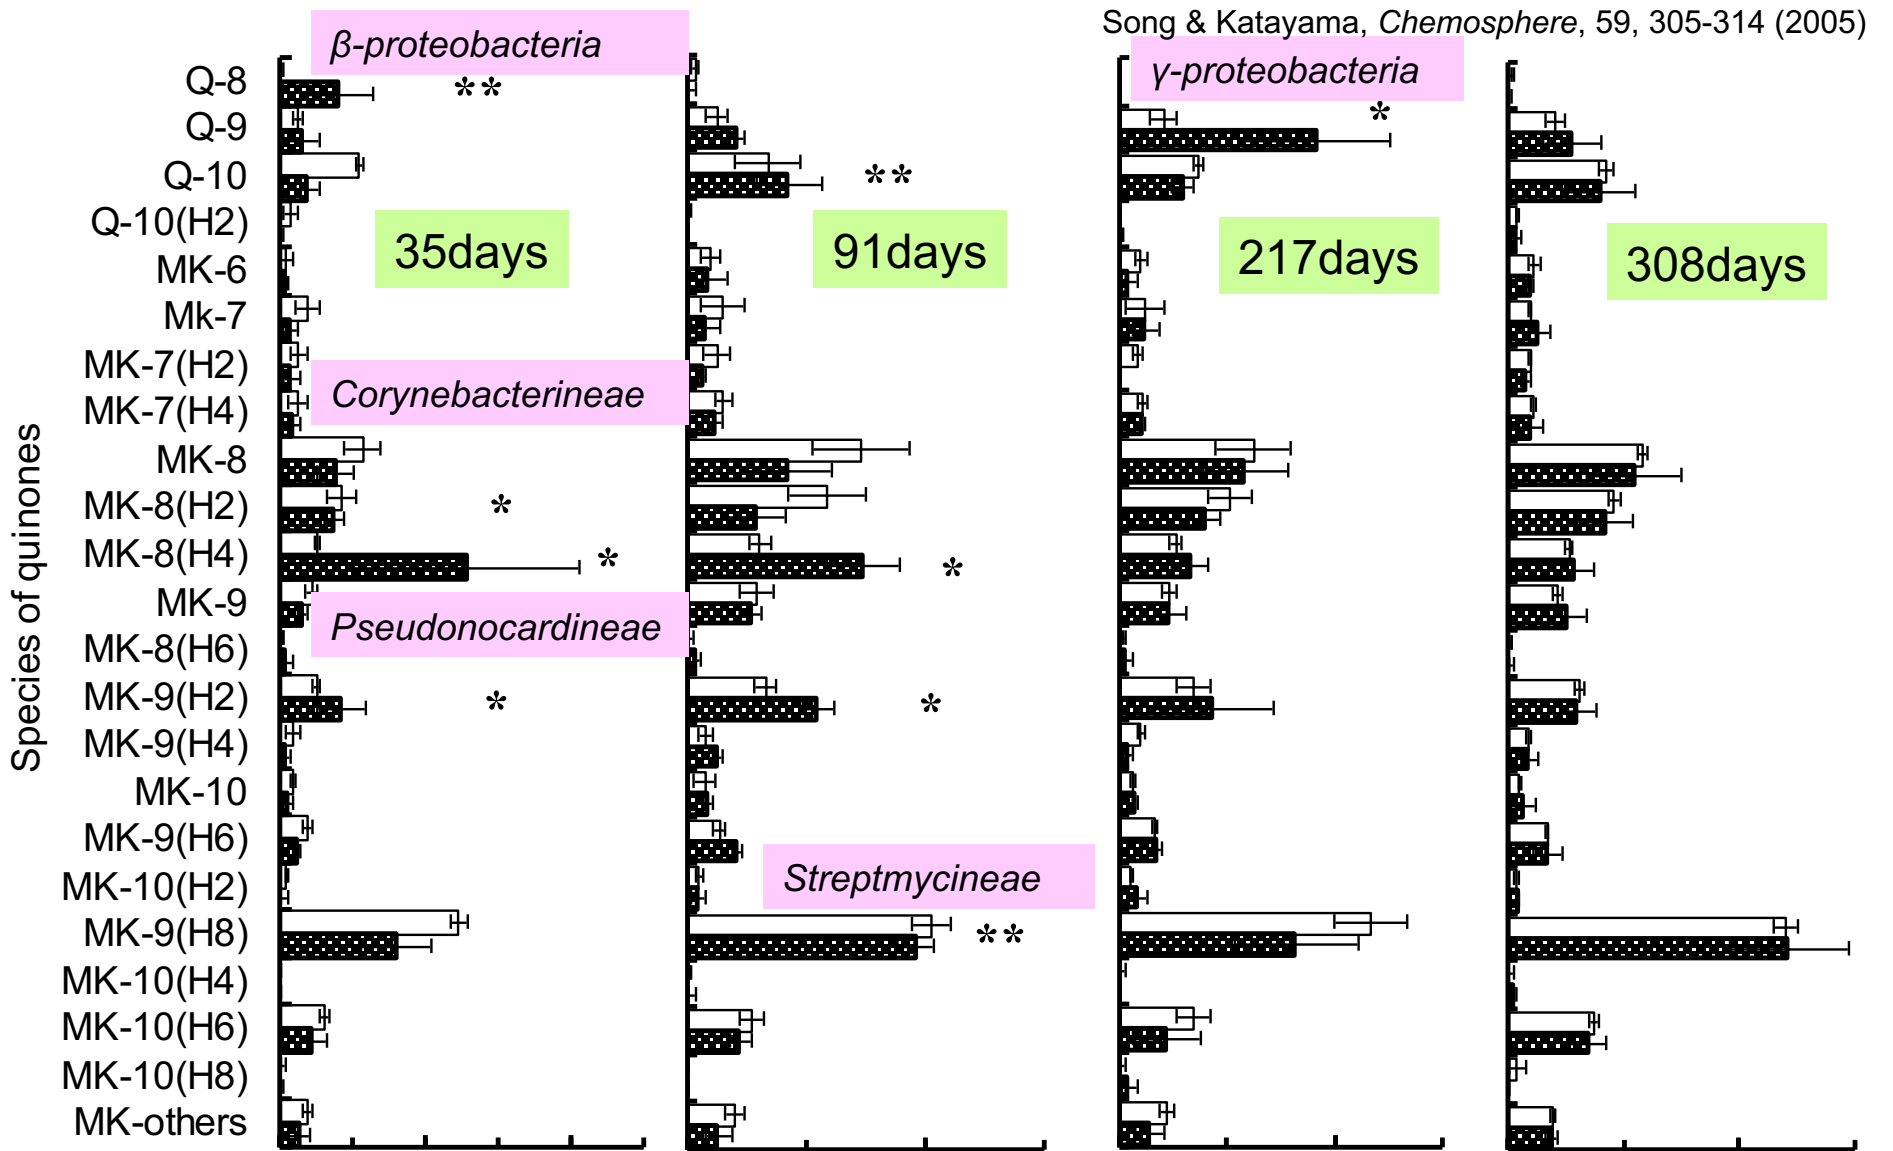 Song & Katayama, Chemosphere, 59, 305-314 (2005)
β-proteobacteria
γ-proteobacteria
Q-8
**
*
Q-9
Q-10
**
Q-10(H2)
35days
91days
217days
308days
MK-6
Mk-7
MK-7(H2)
Corynebacterineae
MK-7(H4)
MK-8
MK-8(H2)
*
MK-8(H4)
*
*
MK-9
Pseudonocardineae
MK-8(H6)
MK-9(H2)
*
*
MK-9(H4)
MK-10
MK-9(H6)
Streptmycineae
MK-10(H2)
MK-9(H8)
**
MK-10(H4)
MK-10(H6)
MK-10(H8)
MK-others
Species of quinones